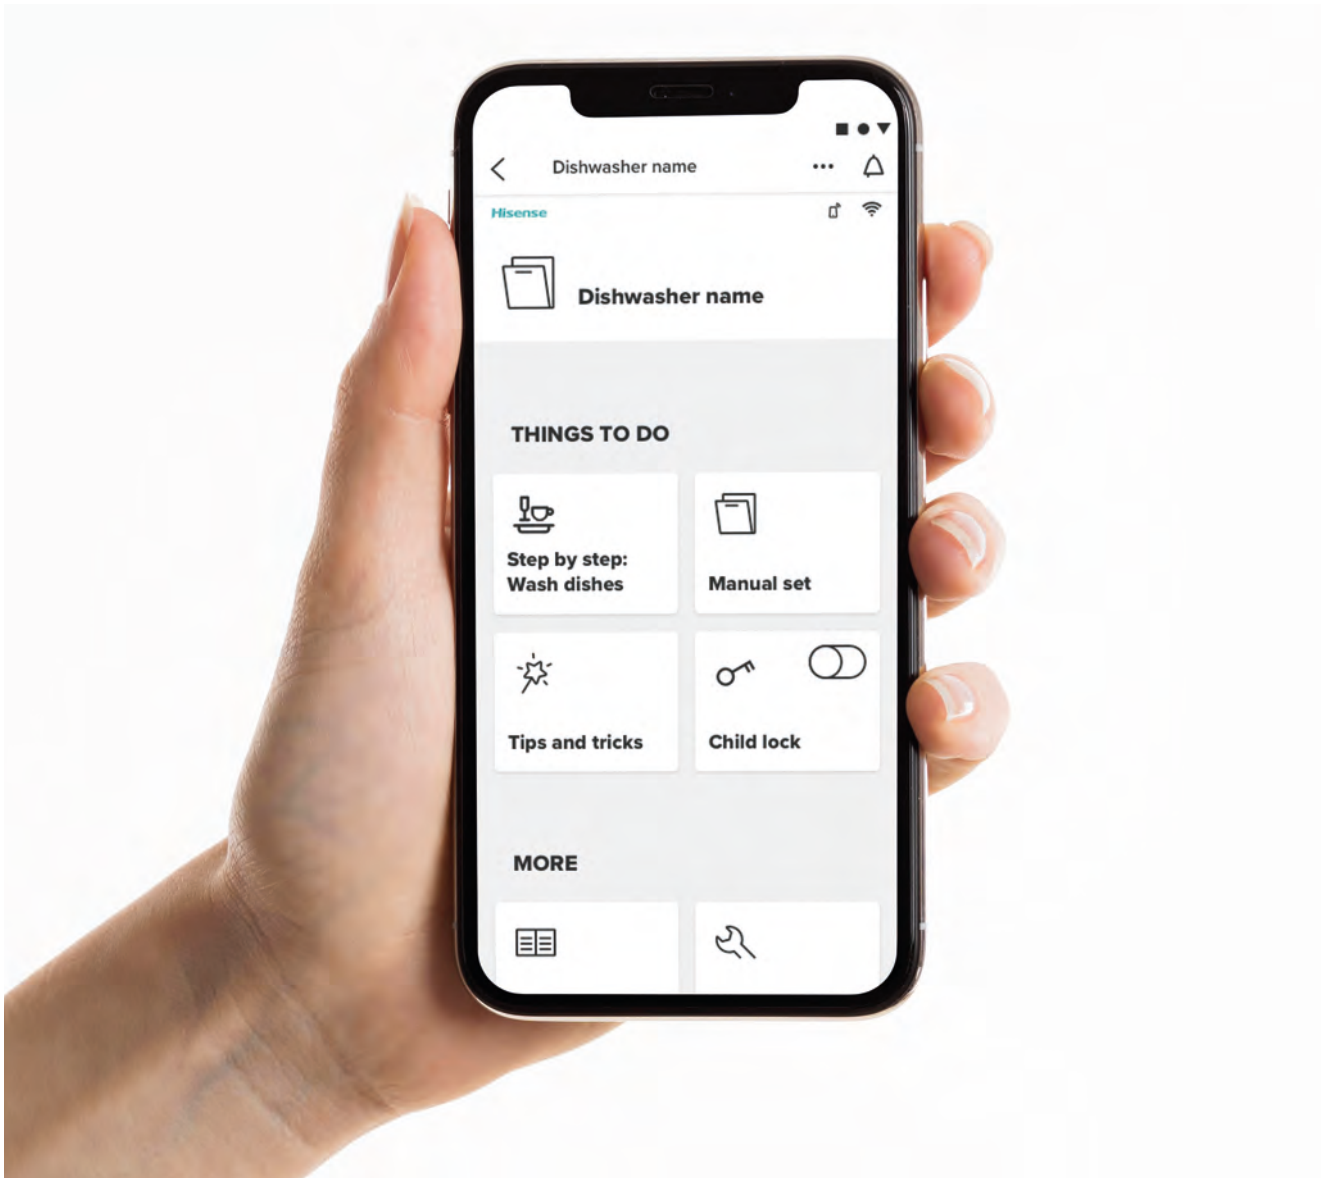 Dishwasher name
Hisense
Dishwasher name
THINGS TO DO
Step by step:
Wash dishes
Manual set
Tips and tricks
Child lock
MORE